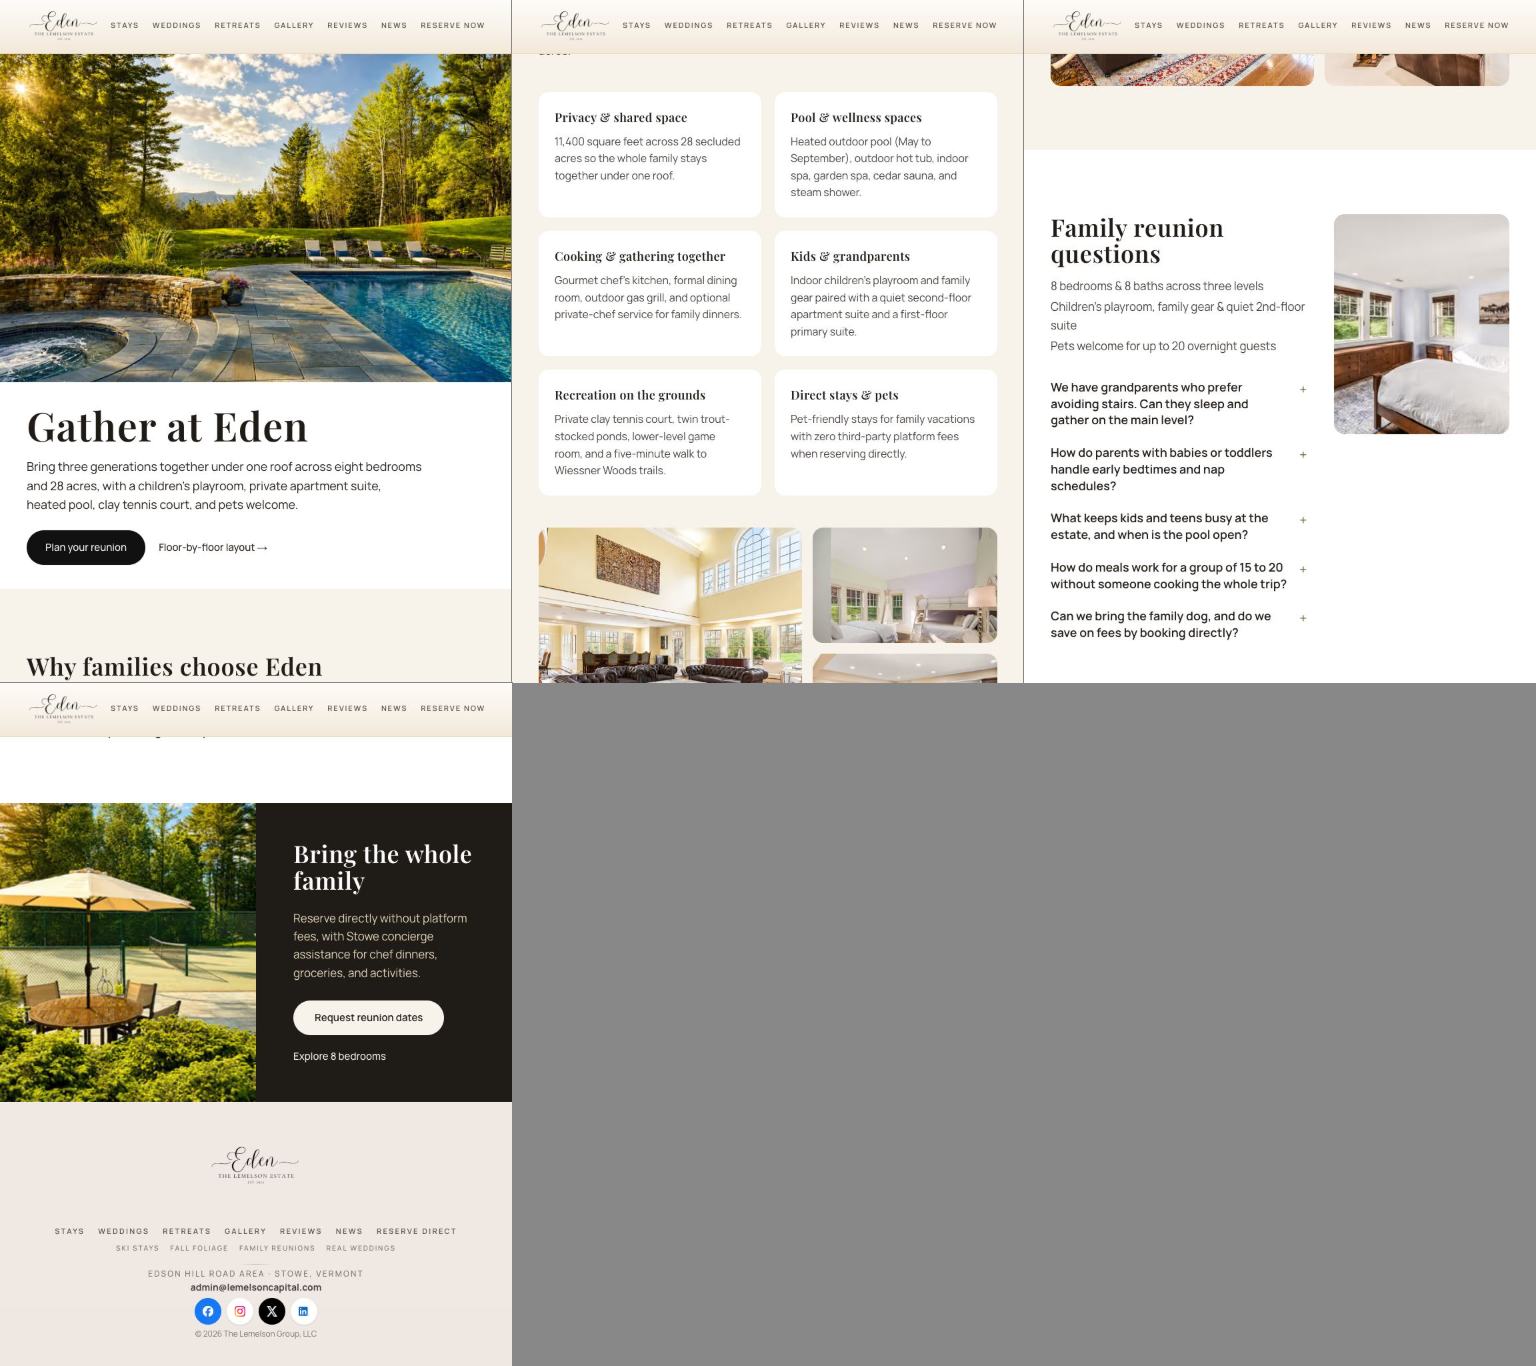 Eden
THE LEMELSON ESTATE
STAYS WEDDINGS RETREATS GALLERY REVIEWS NEWS RESERVE NOW
Gather at Eden
Bring three generations together under one roof across eight bedrooms
and 28 acres, with a children's playroom, private apartment suite,
heated pool, clay tennis court, and pets welcome.
Plan your reunion
Floor-by-floor layout →
Why families choose Eden
Eden
THE LEMELSON ESTATE
STAYS WEDDINGS RETREATS GALLERY REVIEWS NEWS RESERVE NOW
Privacy & shared space
11,400 square feet across 28 secluded
acres so the whole family stays
together under one roof.
Pool & wellness spaces
Heated outdoor pool (May to
September), outdoor hot tub, indoor
spa, garden spa, cedar sauna, and
steam shower.
Cooking & gathering together
Gourmet chef's kitchen, formal dining
room, outdoor gas grill, and optional
private-chef service for family dinners.
Kids & grandparents
Indoor children's playroom and family
gear paired with a quiet second-floor
apartment suite and a first-floor
primary suite.
Recreation on the grounds
Private clay tennis court, twin trout-
stocked ponds, lower-level game
room, and a five-minute walk to
Wiessner Woods trails.
Direct stays & pets
Pet-friendly stays for family vacations
with zero third-party platform fees
when reserving directly.
Eden
THE LEMELSON ESTATE
STAYS WEDDINGS RETREATS GALLERY REVIEWS NEWS RESERVE NOW
Family reunion
questions
8 bedrooms & 8 baths across three levels
Children's playroom, family gear & quiet 2nd-floor
suite
Pets welcome for up to 20 overnight guests
We have grandparents who prefer
avoiding stairs. Can they sleep and
gather on the main level?
+
How do parents with babies or toddlers
handle early bedtimes and nap
schedules?
+
What keeps kids and teens busy at the
estate, and when is the pool open?
+
How do meals work for a group of 15 to 20
without someone cooking the whole trip?
+
Can we bring the family dog, and do we
save on fees by booking directly?
+
Eden
THE LEMELSON ESTATE
STAYS WEDDINGS RETREATS GALLERY REVIEWS NEWS RESERVE NOW
Bring the whole
family
Reserve directly without platform
fees, with Stowe concierge
assistance for chef dinners,
groceries, and activities.
Request reunion dates
Explore 8 bedrooms
Eden
THE LEMELSON ESTATE
STAYS WEDDINGS RETREATS GALLERY REVIEWS NEWS RESERVE DIRECT
SKI STAYS FALL FOLIAGE FAMILY REUNIONS REAL WEDDINGS
EDSON HILL ROAD AREA · STOWE, VERMONT
admin@lemelsoncapital.com
© 2026 The Lemelson Group, LLC